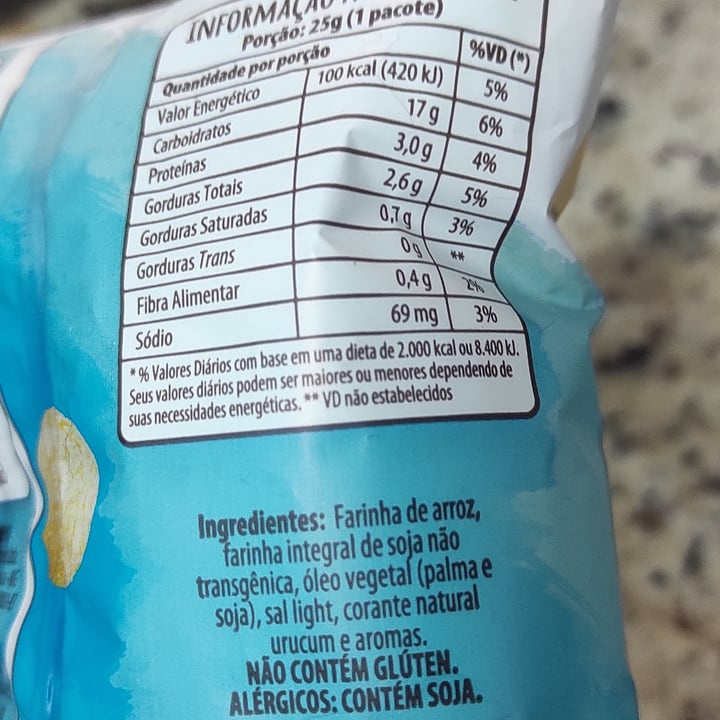 INFORMAÇÃO
Porção: 25g (1 pacote)
Quantidade por porção %VD (*)
Valor Energético 100 kcal (420 kJ) 5%
Carboidratos 17 g 6%
Proteínas 3,0 g 4%
Gorduras Totais 2,6 g 5%
Gorduras Saturadas 0,7 g 3%
Gorduras Trans 0g **
Fibra Alimentar 0,4 g 2%
Sódio 69 mg 3%
* % Valores Diários com base em uma dieta de 2.000 kcal ou 8.400 kJ.
Seus valores diários podem ser maiores ou menores dependendo de
suas necessidades energéticas. ** VD não estabelecidos
Ingredientes: Farinha de arroz,
farinha integral de soja não
transgênica, óleo vegetal (palma e
soja), sal light, corante natural
urucum e aromas.
NÃO CONTÉM GLÚTEN.
ALÉRGICOS: CONTÉM SOJA.